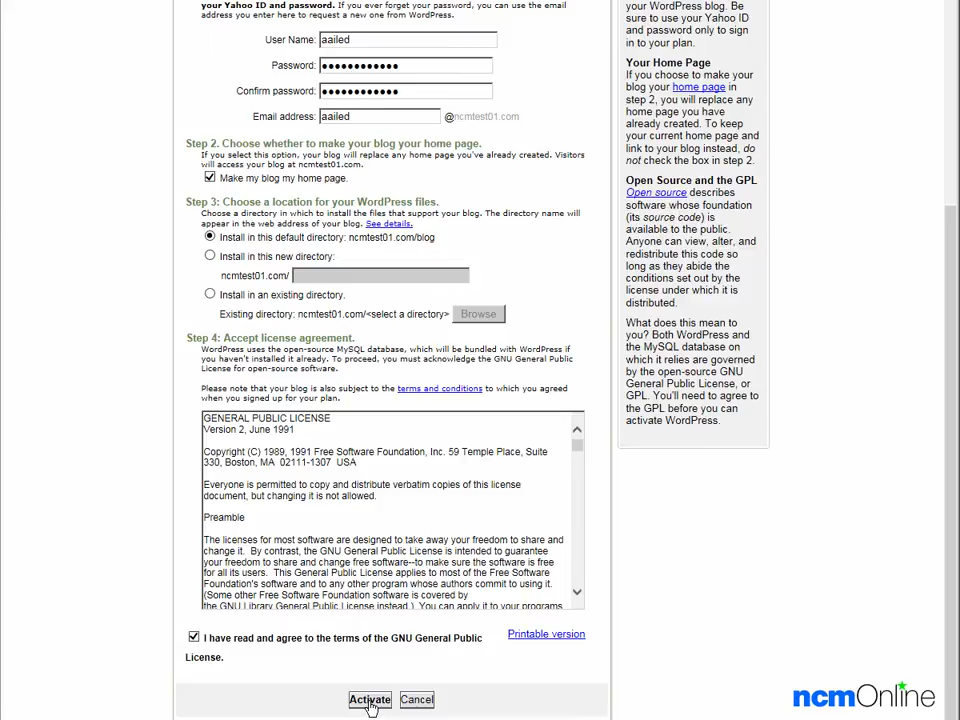 your Yahoo ID and password. If you ever forget your password, you can use the email
address you enter here to request a new one from WordPress.
User Name: aailed
Password: ●●●●●●●●●●●●
Confirm password: ●●●●●●●●●●●●
Email address: aailed @ncmtest01.com
Step 2. Choose whether to make your blog your home page.
If you select this option, your blog will replace any home page you've already created. Visitors
will access your blog at ncmtest01.com.
Make my blog my home page.
Step 3: Choose a location for your WordPress files.
Choose a directory in which to install the files that support your blog. The directory name will
appear in the web address of your blog. See details.
Install in this default directory: ncmtest01.com/blog
Install in this new directory:
ncmtest01.com/
Install in an existing directory.
Existing directory: ncmtest01.com/<select a directory> Browse
Step 4: Accept license agreement.
WordPress uses the open-source MySQL database, which will be bundled with WordPress if
you haven't installed it already. To proceed, you must acknowledge the GNU General Public
License for open-source software.
Please note that your blog is also subject to the terms and conditions to which you agreed
when you signed up for your plan.
GENERAL PUBLIC LICENSE
Version 2, June 1991
Copyright (C) 1989, 1991 Free Software Foundation, Inc. 59 Temple Place, Suite
330, Boston, MA  02111-1307  USA
Everyone is permitted to copy and distribute verbatim copies of this license
document, but changing it is not allowed.
Preamble
The licenses for most software are designed to take away your freedom to share and
change it.  By contrast, the GNU General Public License is intended to guarantee
your freedom to share and change free software--to make sure the software is free
for all its users.  This General Public License applies to most of the Free Software
Foundation's software and to any other program whose authors commit to using it.
(Some other Free Software Foundation software is covered by
the GNU Library General Public License instead.)  You can apply it to your programs
I have read and agree to the terms of the GNU General Public
License.
Printable version
Activate Cancel
your WordPress blog. Be
sure to use your Yahoo ID
and password only to sign
in to your plan.
Your Home Page
If you choose to make your
blog your home page in
step 2, you will replace any
home page you have
already created. To keep
your current home page and
link to your blog instead, do
not check the box in step 2.
Open Source and the GPL
Open source describes
software whose foundation
(its source code) is
available to the public.
Anyone can view, alter, and
redistribute this code so
long as they abide the
conditions set out by the
license under which it is
distributed.
What does this mean to
you? Both WordPress and
the MySQL database on
which it relies are governed
by the open-source GNU
General Public License, or
GPL. You'll need to agree to
the GPL before you can
activate WordPress.
ncmOnline